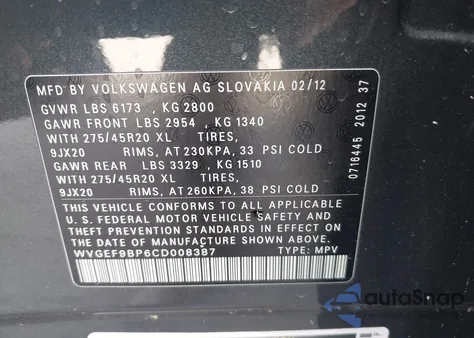 MFD BY VOLKSWAGEN AG SLOVAKIA 02/12
GVWR LBS 6173 , KG 2800
GAWR FRONT LBS 2954 , KG 1340
WITH 275/45R20 XL TIRES,
9JX20 RIMS, AT 230KPA, 33 PSI COLD
GAWR REAR LBS 3329 , KG 1510
WITH 275/45R20 XL TIRES,
9JX20 RIMS, AT 260KPA, 38 PSI COLD
THIS VEHICLE CONFORMS TO ALL APPLICABLE
U. S. FEDERAL MOTOR VEHICLE SAFETY AND
THEFT PREVENTION STANDARDS IN EFFECT ON THE
DATE OF MANUFACTURE SHOWN ABOVE.
WVGEF9BP6CD008387 TYPE: MPV
0716445 2012 37
autoSnap